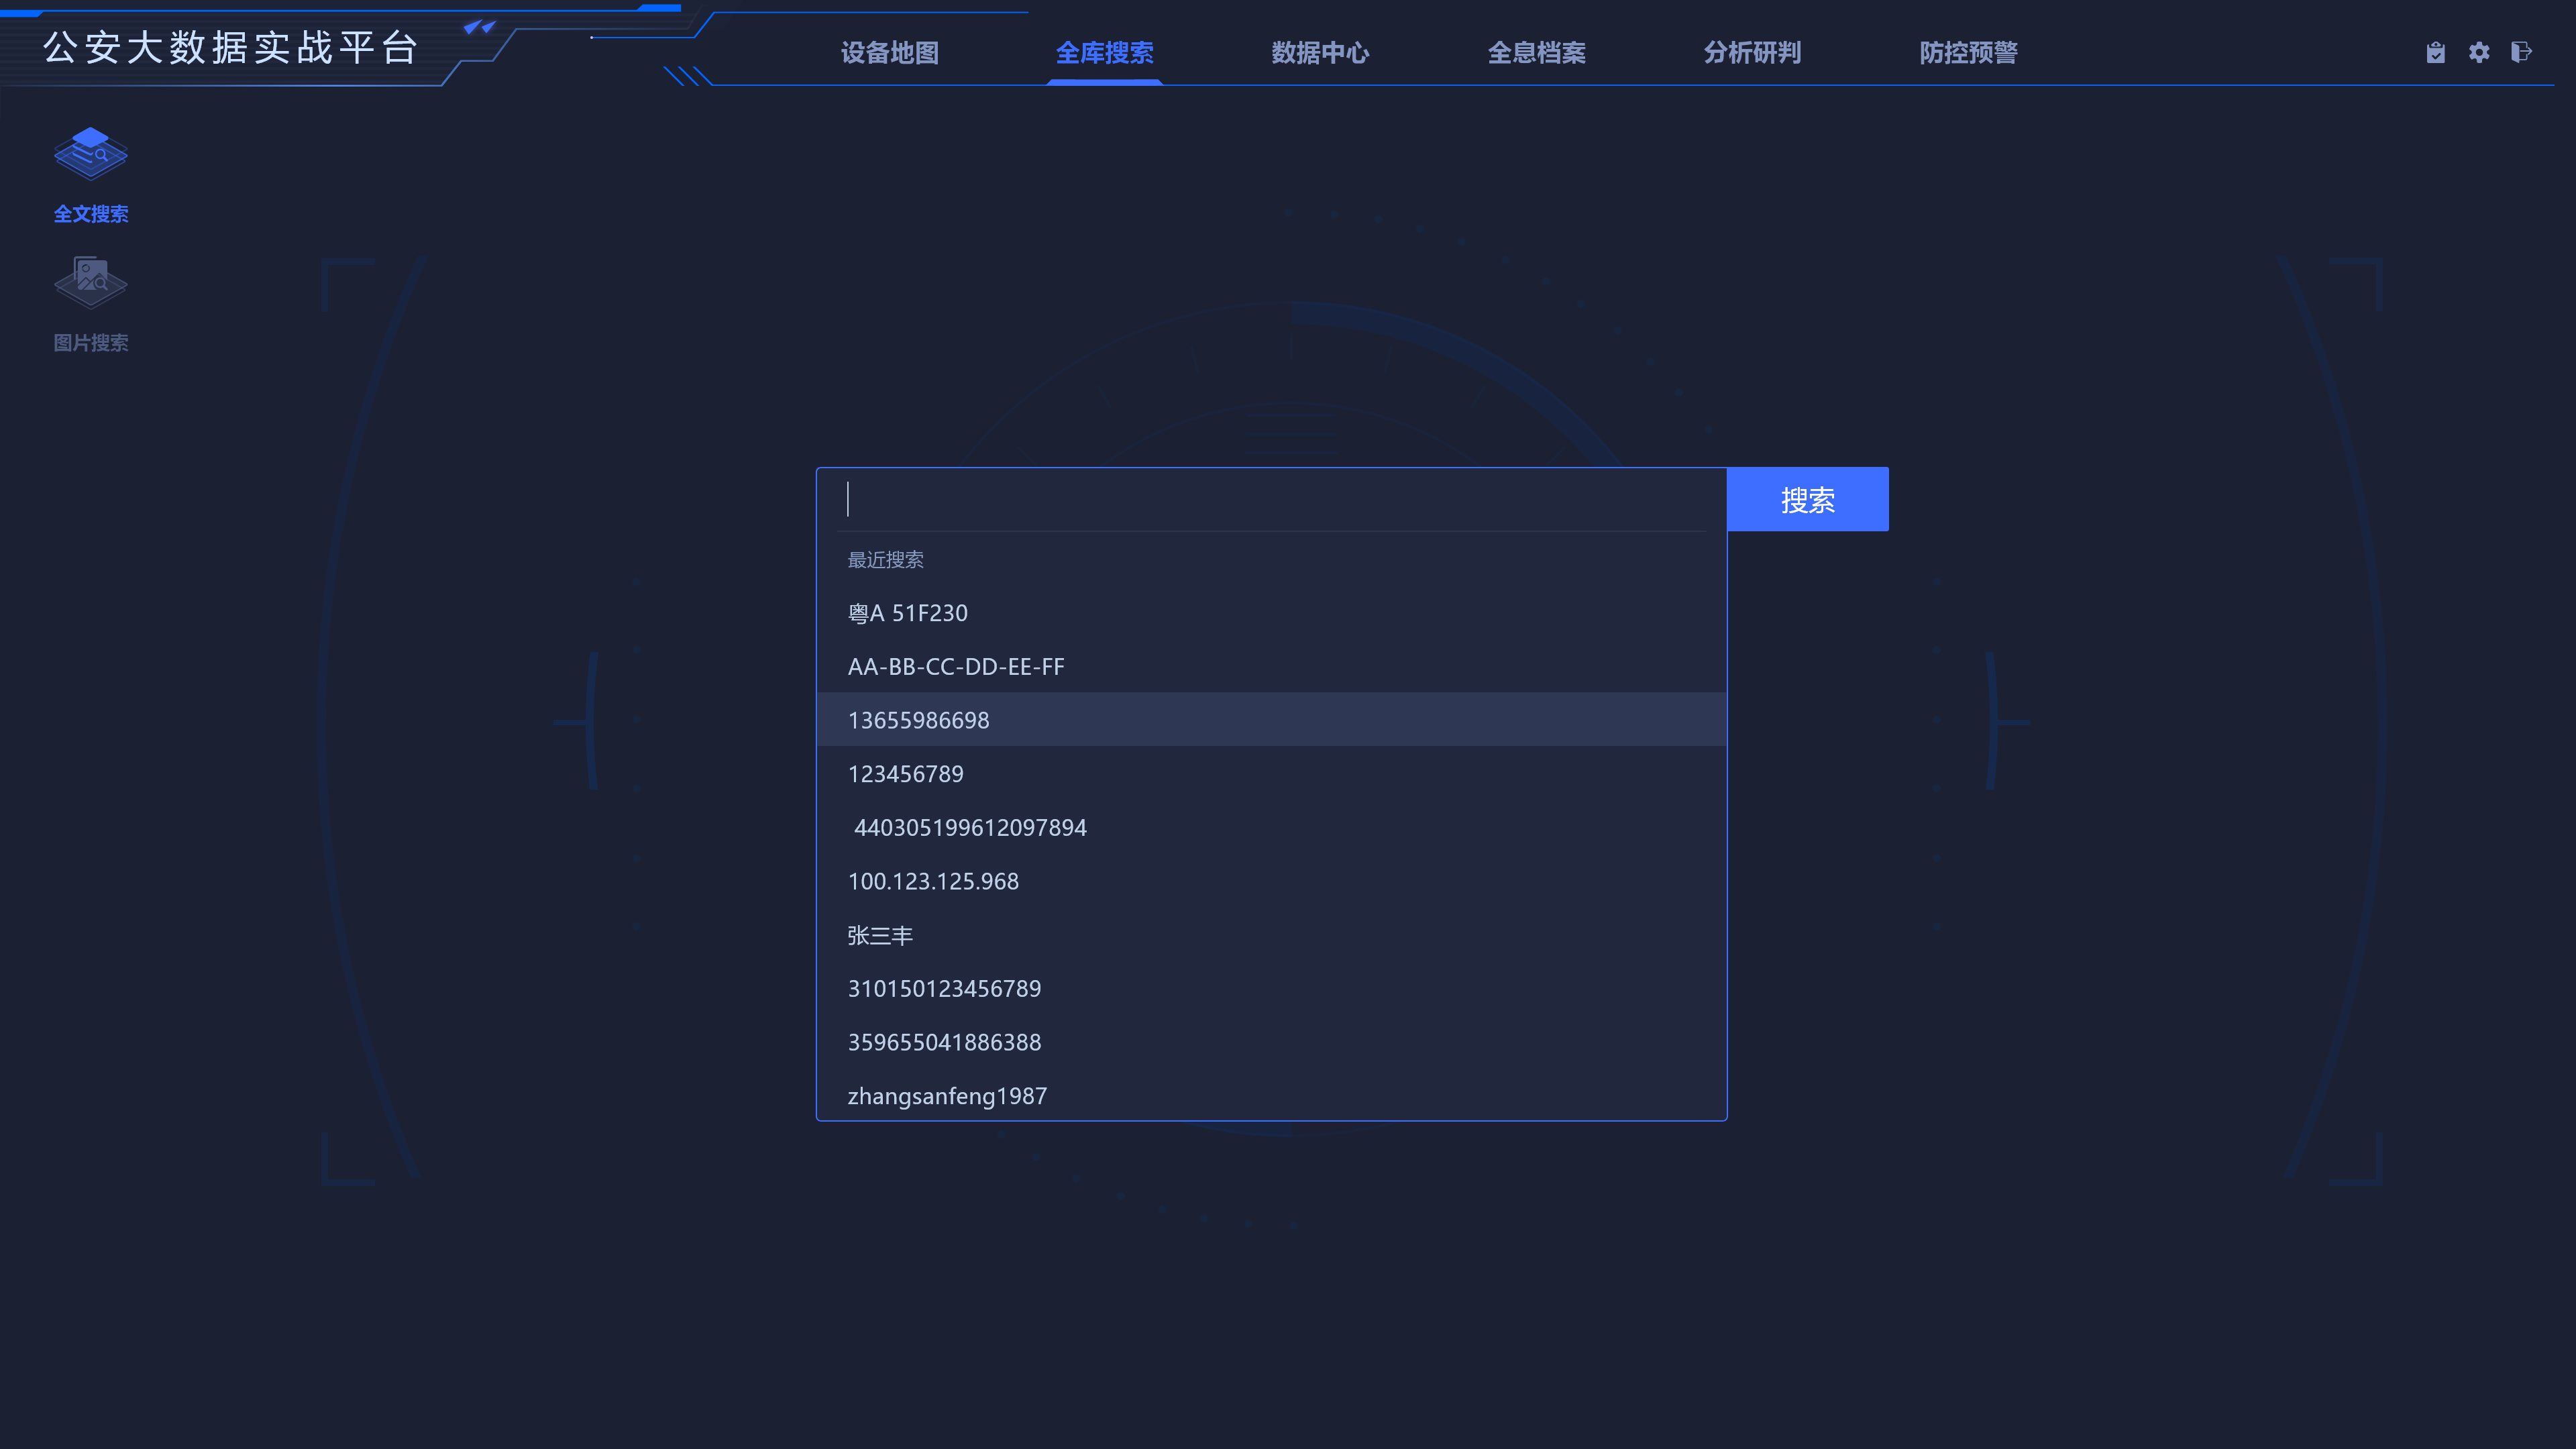 公安大数据实战平台
设备地图 全库搜索 数据中心 全息档案 分析研判 防控预警
全文搜索
图片搜索
搜索
最近搜索
粤A 51F230
AA-BB-CC-DD-EE-FF
13655986698
123456789
440305199612097894
100.123.125.968
张三丰
310150123456789
359655041886388
zhangsanfeng1987